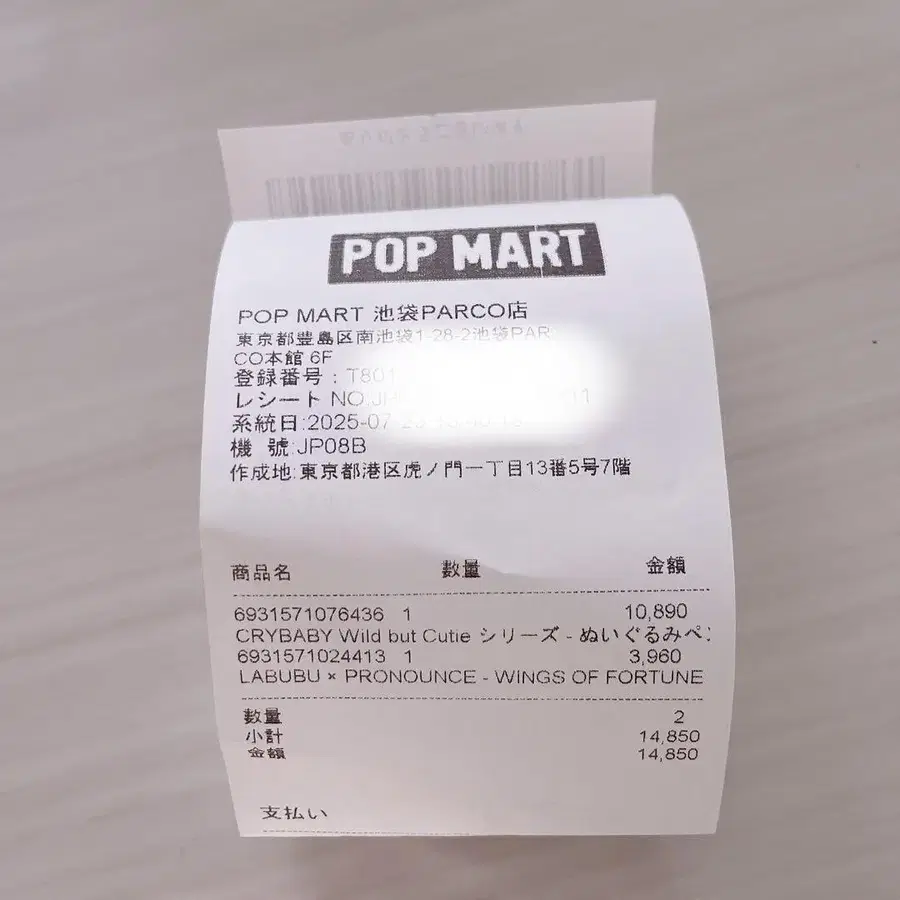 POP MART
POP MART 池袋PARCO店
東京都豊島区南池袋1-28-2池袋PAR
CO本館 6F
登録番号：T801
レシート NO.JP
系統日:2025-07
機 號:JP08B
作成地:東京都港区虎ノ門一丁目13番5号7階
商品名 数量 金額
6931571076436 1 10,890
CRYBABY Wild but Cutie シリーズ - ぬいぐるみペン
6931571024413 1 3,960
LABUBU × PRONOUNCE - WINGS OF FORTUNE
数量 2
小計 14,850
金額 14,850
支払い